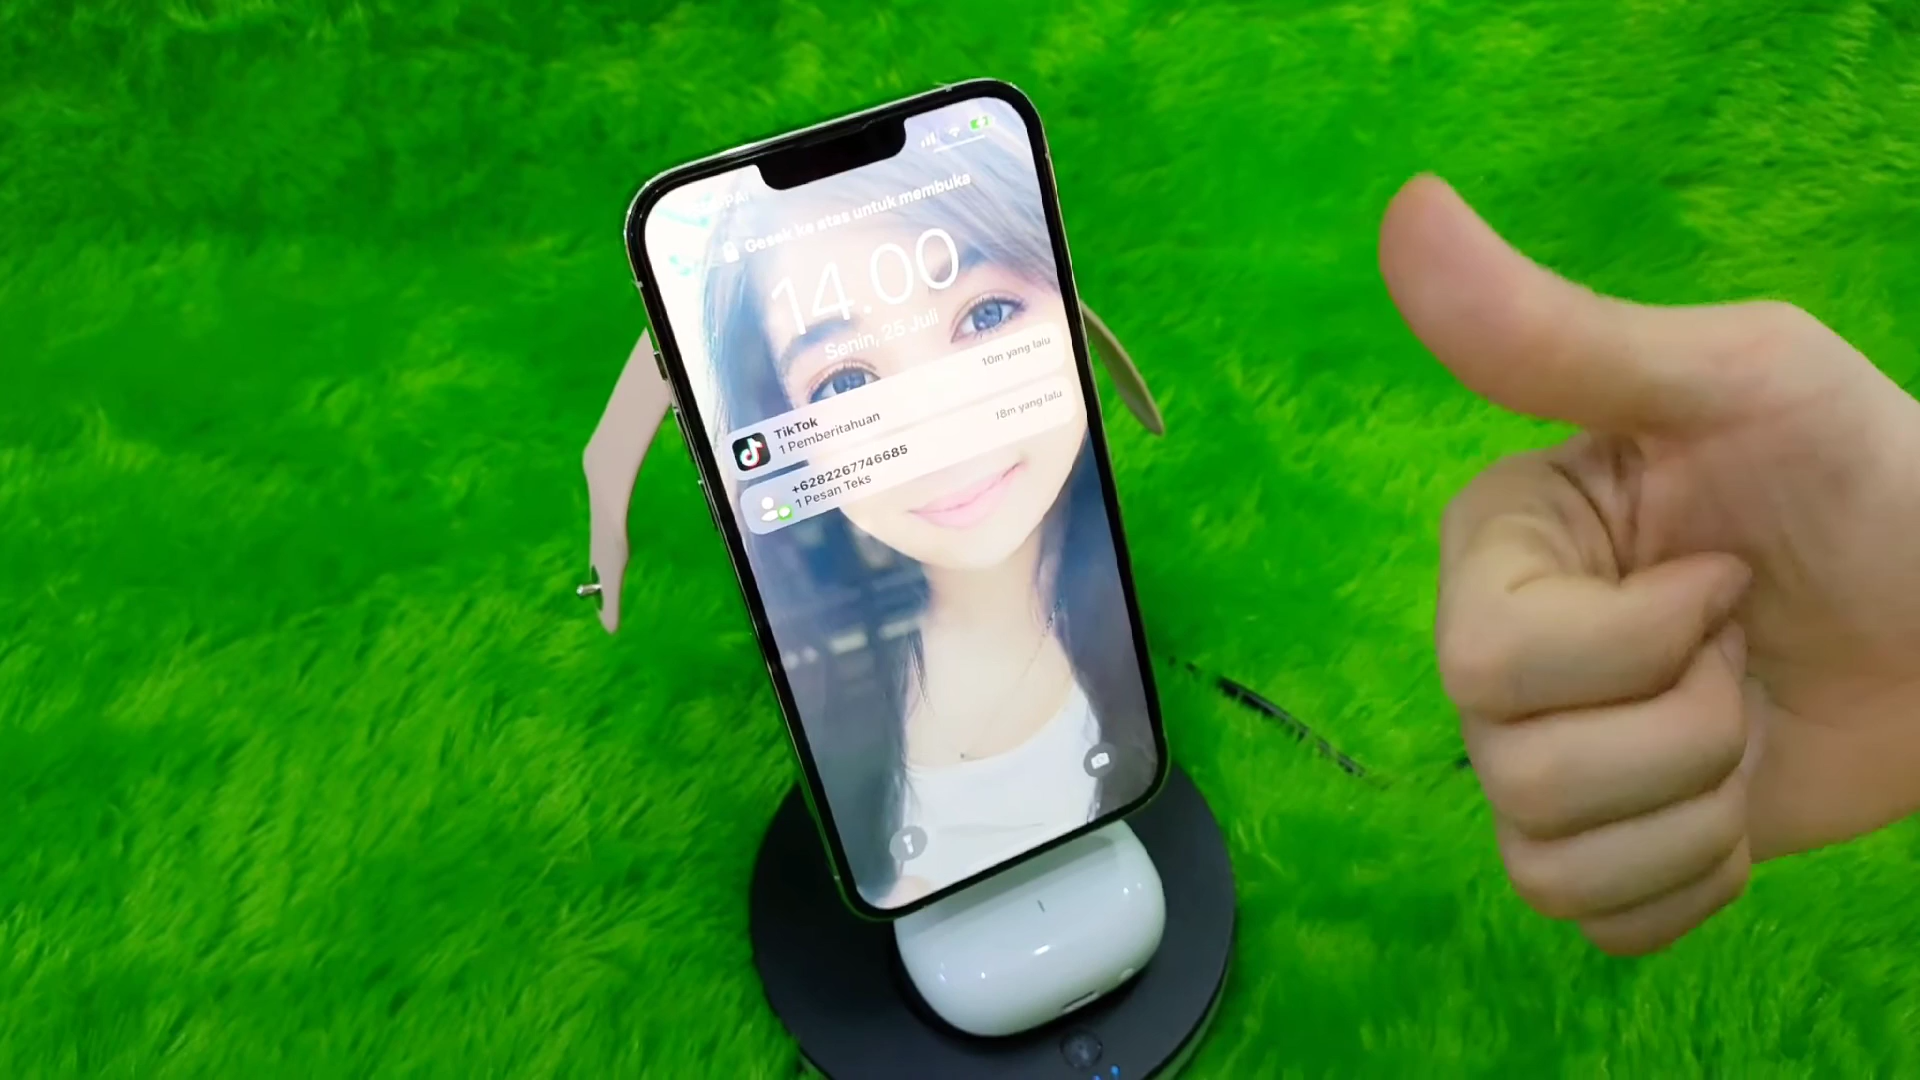 Gesek ke atas untuk membuka
14.00
Senin, 25 Juli
10m yang lalu
TikTok
1 Pemberitahuan
18m yang lalu
+6282267746685
1 Pesan Teks